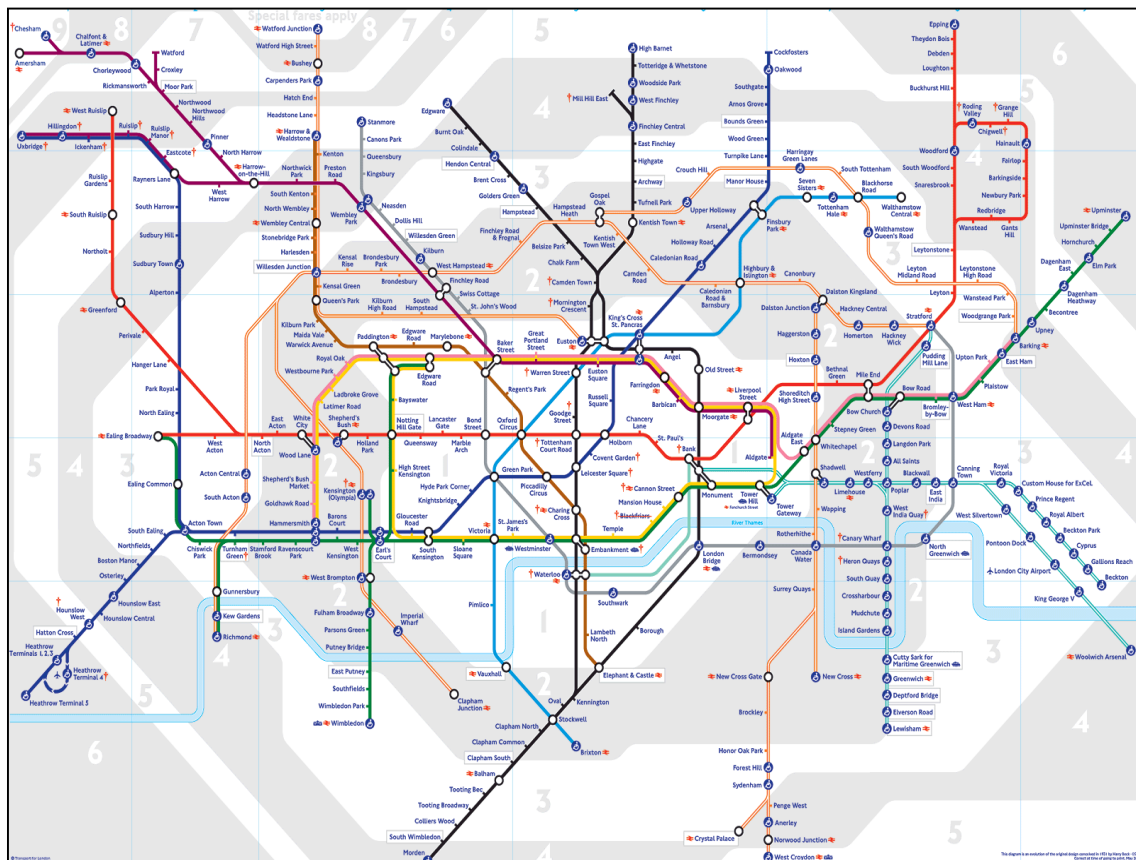 Special fares apply
9
8
7
8
7
6
5
Chesham
Chalfont &
Latimer
Amersham
Chorleywood
Rickmansworth
Watford
Croxley
Moor Park
Northwood
Northwood
Hills
Pinner
North Harrow
Harrow-
on-the-Hill
Northwick
Park
Preston
Road
West
Harrow
West Ruislip
Hillingdon
Uxbridge
Ickenham
Ruislip
Ruislip
Manor
Eastcote
Rayners Lane
Ruislip
Gardens
South Ruislip
Northolt
Greenford
Perivale
Hanger Lane
South Harrow
Sudbury Hill
Sudbury Town
Alperton
Park Royal
North Ealing
Ealing Broadway
West
Acton
North
Acton
East
Acton
White
City
Shepherd's
Bush
Holland
Park
Notting
Hill Gate
Queensway
Lancaster
Gate
Marble
Arch
Bond
Street
Oxford
Circus
Tottenham
Court Road
Holborn
Chancery
Lane
St. Paul's
Bank
Liverpool
Street
Bethnal
Green
Mile End
Stratford
Leyton
Leytonstone
Watford Junction
Watford High Street
Bushey
Carpenders Park
Hatch End
Headstone Lane
Harrow &
Wealdstone
Kenton
South Kenton
North Wembley
Wembley Central
Stonebridge Park
Harlesden
Willesden Junction
Kensal Green
Queen's Park
Kilburn Park
Maida Vale
Warwick Avenue
Paddington
Edgware
Road
Marylebone
Baker
Street
Great
Portland
Street
Regent's Park
Stanmore
Canons Park
Queensbury
Kingsbury
Wembley
Park
Neasden
Dollis Hill
Willesden Green
Kilburn
West Hampstead
Finchley Road
Swiss Cottage
St. John's Wood
Kensal
Rise
Brondesbury
Park
Brondesbury
Kilburn
High Road
South
Hampstead
Finchley Road
& Frognal
Hampstead
Heath
Gospel
Oak
Edgware
Burnt Oak
Colindale
Hendon Central
Brent Cross
Golders Green
Hampstead
Belsize Park
Chalk Farm
Camden Town
Mornington
Crescent
Euston
Warren Street
Goodge
Street
High Barnet
Totteridge & Whetstone
Woodside Park
West Finchley
Mill Hill East
Finchley Central
East Finchley
Highgate
Archway
Tufnell Park
Kentish Town
Kentish
Town West
Camden
Road
Caledonian
Road &
Barnsbury
Highbury &
Islington
Canonbury
Crouch Hill
Upper Holloway
Harringay
Green Lanes
South Tottenham
Blackhorse
Road
Walthamstow
Central
Walthamstow
Queen's Road
Leyton
Midland Road
Leytonstone
High Road
Wanstead Park
Woodgrange Park
Cockfosters
Oakwood
Southgate
Arnos Grove
Bounds Green
Wood Green
Turnpike Lane
Manor House
Seven
Sisters
Tottenham
Hale
Finsbury
Park
Arsenal
Holloway Road
Caledonian Road
King's Cross
St. Pancras
Russell
Square
Epping
Theydon Bois
Debden
Loughton
Buckhurst Hill
Roding
Valley
Chigwell
Grange
Hill
Hainault
Fairlop
Barkingside
Newbury Park
Woodford
South Woodford
Snaresbrook
Redbridge
Wanstead
Gants
Hill
Upminster
Upminster Bridge
Hornchurch
Elm Park
Dagenham
East
Dagenham
Heathway
Becontree
Upney
Barking
East Ham
Upton Park
Plaistow
West Ham
Bromley-
by-Bow
Bow Road
Stepney
Green
Whitechapel
Aldgate
East
Aldgate
Dalston Junction
Dalston Kingsland
Haggerston
Hackney
Central
Homerton
Hackney
Wick
Hoxton
Shoreditch
High Street
Pudding
Mill Lane
Bow Church
Devons Road
Langdon Park
All Saints
Poplar
Blackwall
East
India
Canning
Town
Royal
Victoria
Custom House for ExCeL
Prince Regent
Royal Albert
Beckton Park
Cyprus
Gallions Reach
Beckton
West Silvertown
Pontoon Dock
London City Airport
King George V
Woolwich Arsenal
Shadwell
Limehouse
Westferry
West
India Quay
Canary Wharf
Heron Quays
South Quay
Crossharbour
Mudchute
Island Gardens
Cutty Sark for
Maritime Greenwich
Greenwich
Deptford Bridge
Elverson Road
Lewisham
North
Greenwich
Wapping
Rotherhithe
Canada
Water
Surrey Quays
New Cross Gate
New Cross
Brockley
Honor Oak Park
Forest Hill
Sydenham
Penge West
Anerley
Crystal Palace
Norwood Junction
West Croydon
Bermondsey
London
Bridge
Borough
Southwark
Waterloo
Royal Oak
Westbourne Park
Ladbroke Grove
Latimer Road
Wood Lane
Shepherd's Bush
Market
Goldhawk Road
Hammersmith
Edgware
Road
Bayswater
High Street
Kensington
Kensington
(Olympia)
Euston
Square
Farringdon
Barbican
Moorgate
Angel
Old Street
Acton Central
South Acton
Ealing Common
South Ealing
Acton Town
Northfields
Boston Manor
Osterley
Hounslow East
Hounslow Central
Hounslow
West
Hatton Cross
Heathrow
Terminals 1, 2, 3
Heathrow
Terminal 4
Heathrow Terminal 5
Chiswick
Park
Turnham
Green
Stamford
Brook
Ravenscourt
Park
West
Kensington
Barons
Court
Earl's
Court
Gloucester
Road
South
Kensington
Sloane
Square
Victoria
St. James's
Park
Westminster
Embankment
Temple
Blackfriars
Mansion House
Cannon Street
Monument
Tower
Hill
Fenchurch Street
Tower
Gateway
Gunnersbury
Kew Gardens
Richmond
West Brompton
Fulham Broadway
Parsons Green
Putney Bridge
East Putney
Southfields
Wimbledon Park
Wimbledon
Imperial
Wharf
Clapham
Junction
Knightsbridge
Hyde Park Corner
Green Park
Piccadilly
Circus
Leicester Square
Covent Garden
Charing
Cross
Lambeth
North
Elephant & Castle
Kennington
Pimlico
Vauxhall
Stockwell
Brixton
Oval
Clapham North
Clapham Common
Clapham South
Balham
Tooting Bec
Tooting Broadway
Colliers Wood
South Wimbledon
Morden
River Thames